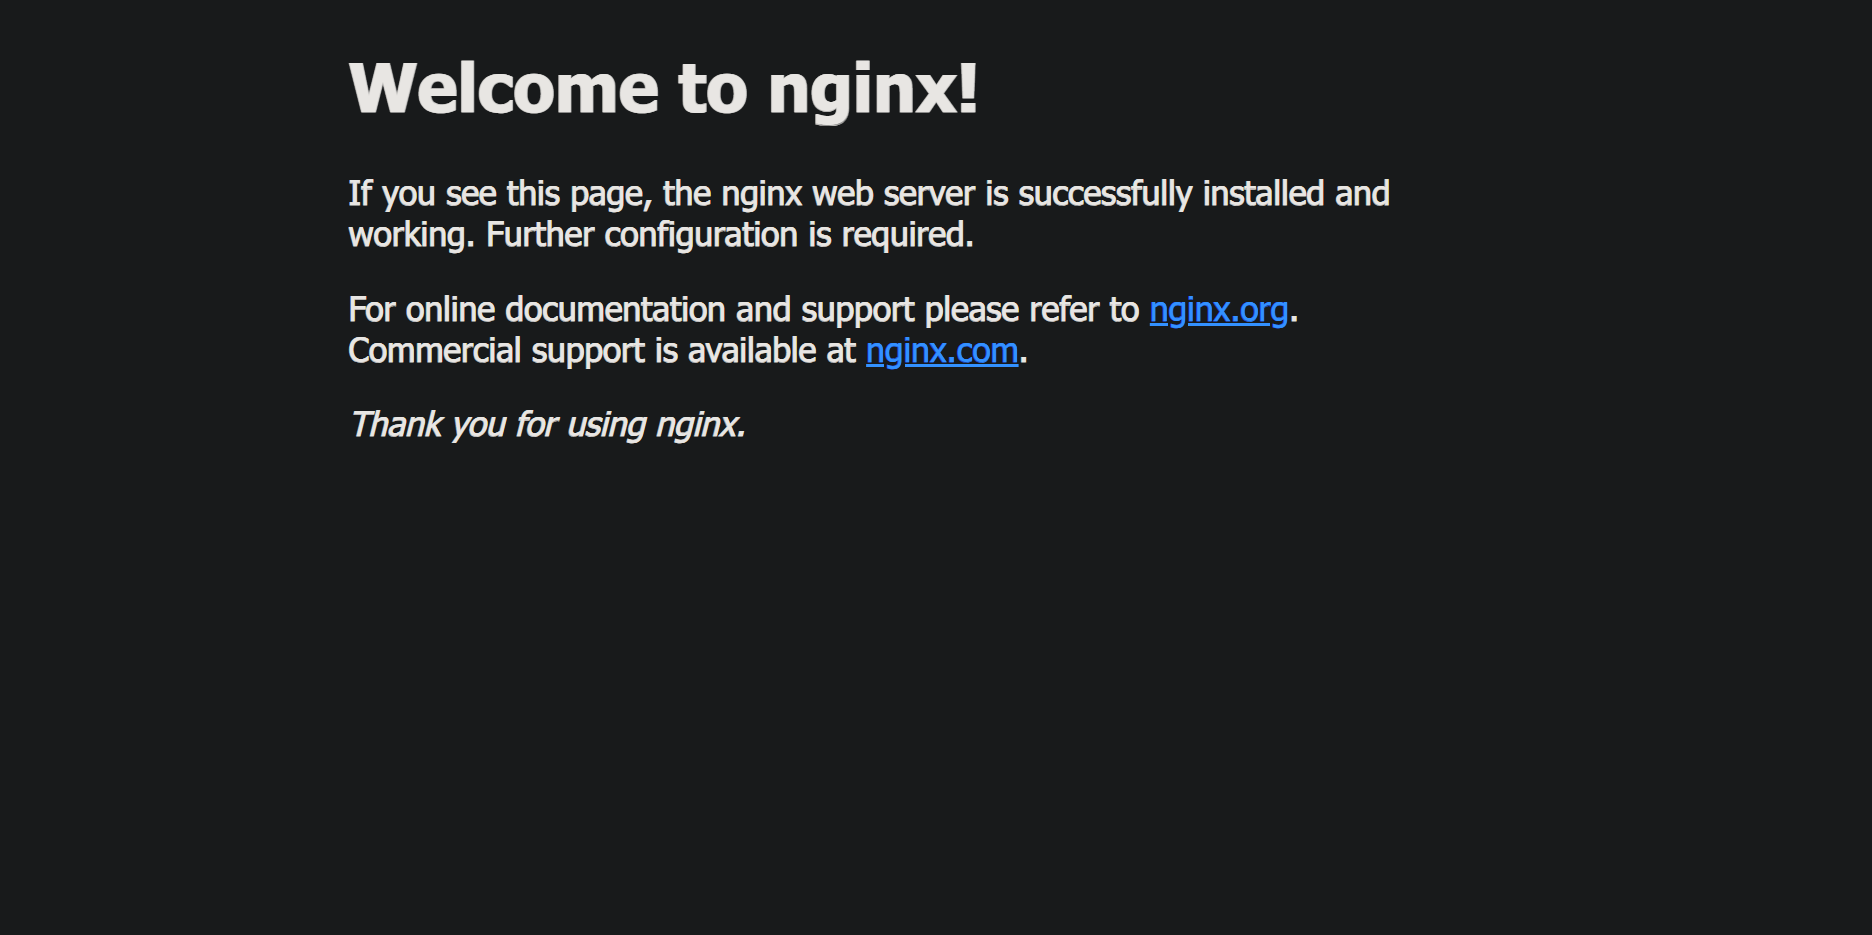 Welcome to nginx!
If you see this page, the nginx web server is successfully installed and
working. Further configuration is required.
For online documentation and support please refer to nginx.org.
Commercial support is available at nginx.com.
Thank you for using nginx.